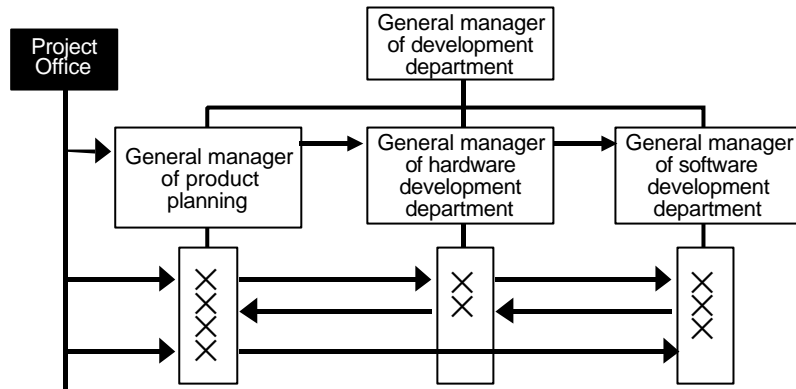 General manager
of development
department
Project
Office
General manager
of product
planning
General manager
of hardware
development
department
General manager
of software
development
department